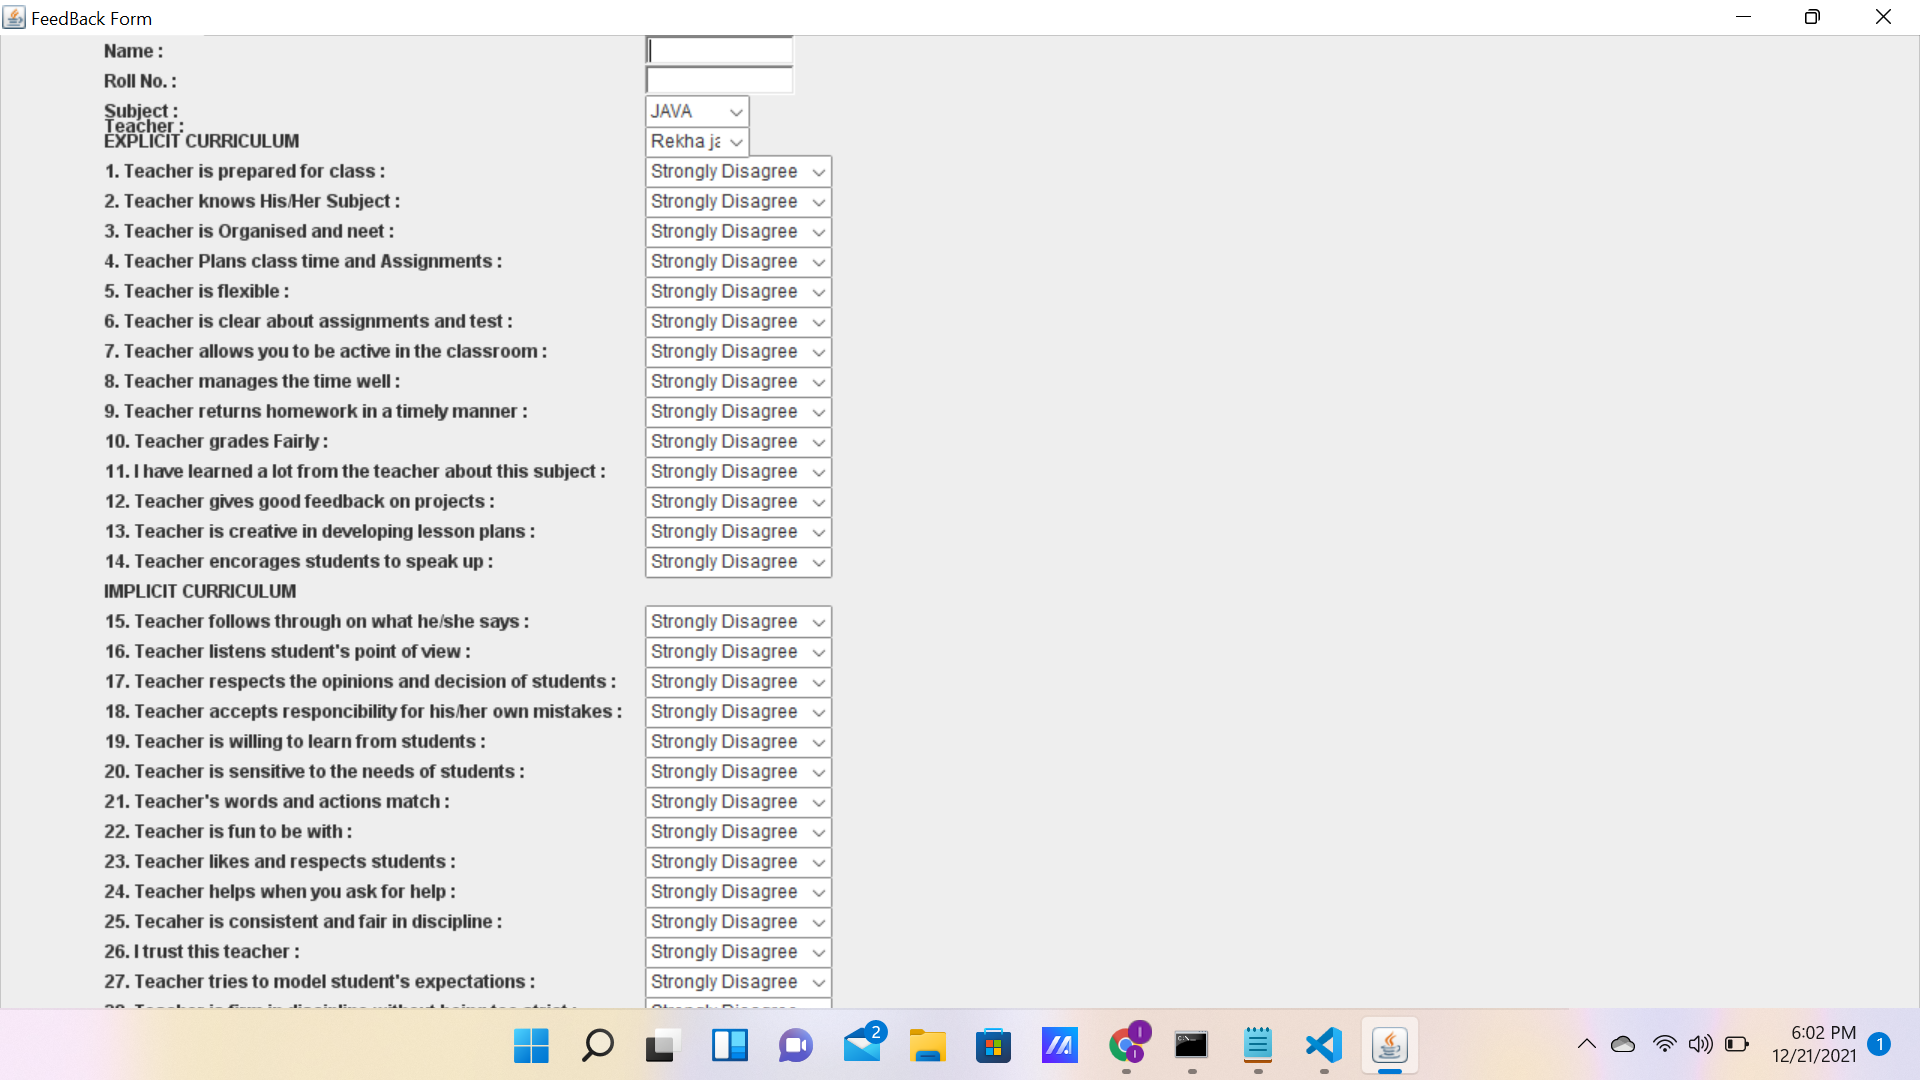 FeedBack Form
Name :
Roll No. :
Subject : JAVA
Teacher :
EXPLICIT CURRICULUM Rekha ja
1. Teacher is prepared for class : Strongly Disagree
2. Teacher knows His/Her Subject : Strongly Disagree
3. Teacher is Organised and neet : Strongly Disagree
4. Teacher Plans class time and Assignments : Strongly Disagree
5. Teacher is flexible : Strongly Disagree
6. Teacher is clear about assignments and test : Strongly Disagree
7. Teacher allows you to be active in the classroom : Strongly Disagree
8. Teacher manages the time well : Strongly Disagree
9. Teacher returns homework in a timely manner : Strongly Disagree
10. Teacher grades Fairly : Strongly Disagree
11. I have learned a lot from the teacher about this subject : Strongly Disagree
12. Teacher gives good feedback on projects : Strongly Disagree
13. Teacher is creative in developing lesson plans : Strongly Disagree
14. Teacher encorages students to speak up : Strongly Disagree
IMPLICIT CURRICULUM
15. Teacher follows through on what he/she says : Strongly Disagree
16. Teacher listens student's point of view : Strongly Disagree
17. Teacher respects the opinions and decision of students : Strongly Disagree
18. Teacher accepts responcibility for his/her own mistakes : Strongly Disagree
19. Teacher is willing to learn from students : Strongly Disagree
20. Teacher is sensitive to the needs of students : Strongly Disagree
21. Teacher's words and actions match : Strongly Disagree
22. Teacher is fun to be with : Strongly Disagree
23. Teacher likes and respects students : Strongly Disagree
24. Teacher helps when you ask for help : Strongly Disagree
25. Tecaher is consistent and fair in discipline : Strongly Disagree
26. I trust this teacher : Strongly Disagree
27. Teacher tries to model student's expectations : Strongly Disagree
2
6:02 PM
12/21/2021
1